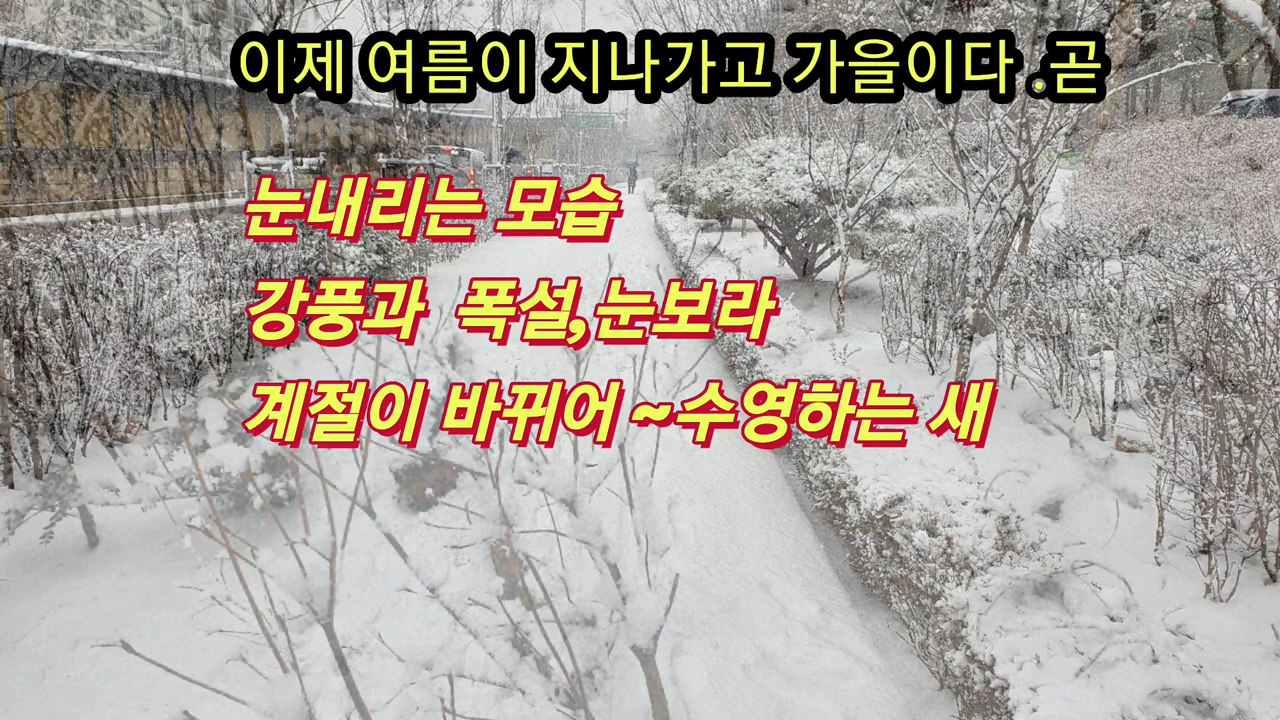 이제 여름이 지나가고 가을이다 .곧
눈내리는 모습
강풍과 폭설,눈보라
계절이 바뀌어 ~수영하는 새